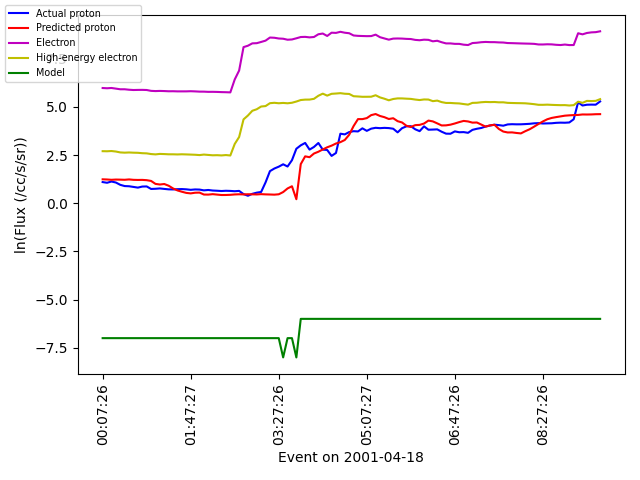 Actual proton
Predicted proton
Electron
High-energy electron
Model
5.0
2.5
0.0
−2.5
−5.0
−7.5
ln(Flux (/cc/s/sr))
00:07:26
01:47:27
03:27:26
05:07:27
06:47:26
08:27:26
Event on 2001-04-18